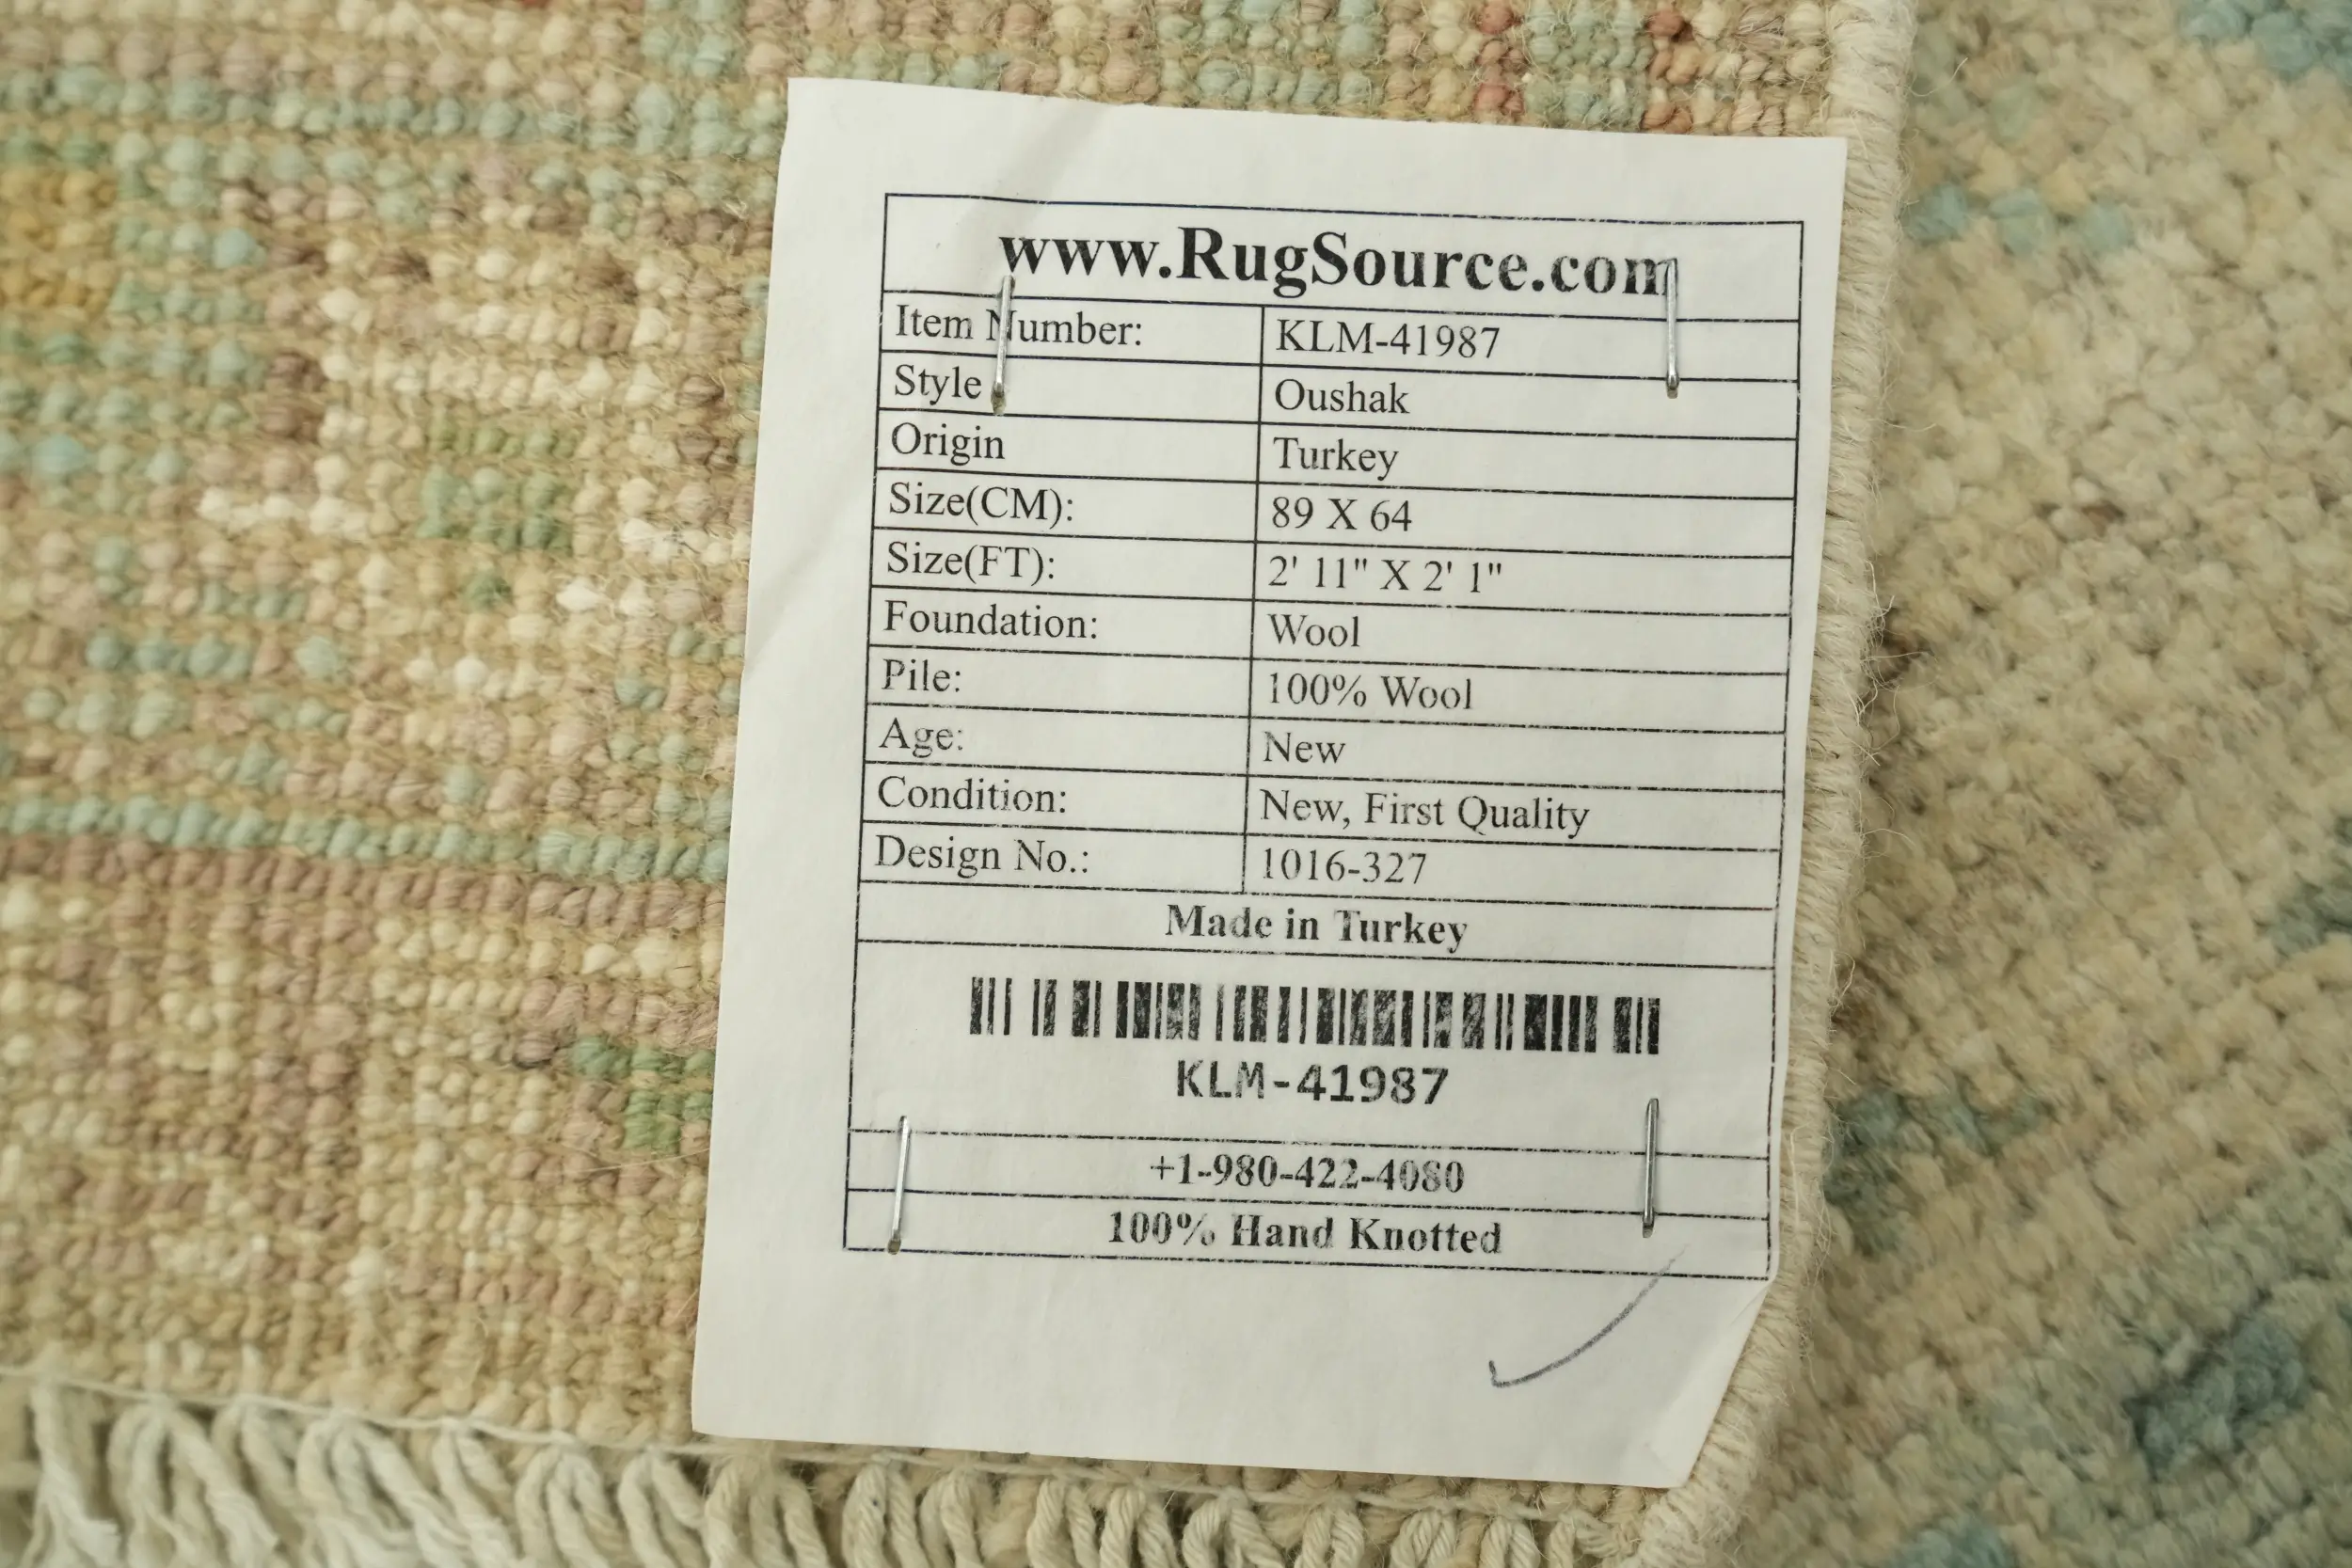 www.RugSource.com
Item Number: KLM-41987
Style Oushak
Origin Turkey
Size(CM): 89 X 64
Size(FT): 2' 11" X 2' 1"
Foundation: Wool
Pile: 100% Wool
Age: New
Condition: New, First Quality
Design No.: 1016-327
Made in Turkey
KLM-41987
+1-980-422-4080
100% Hand Knotted